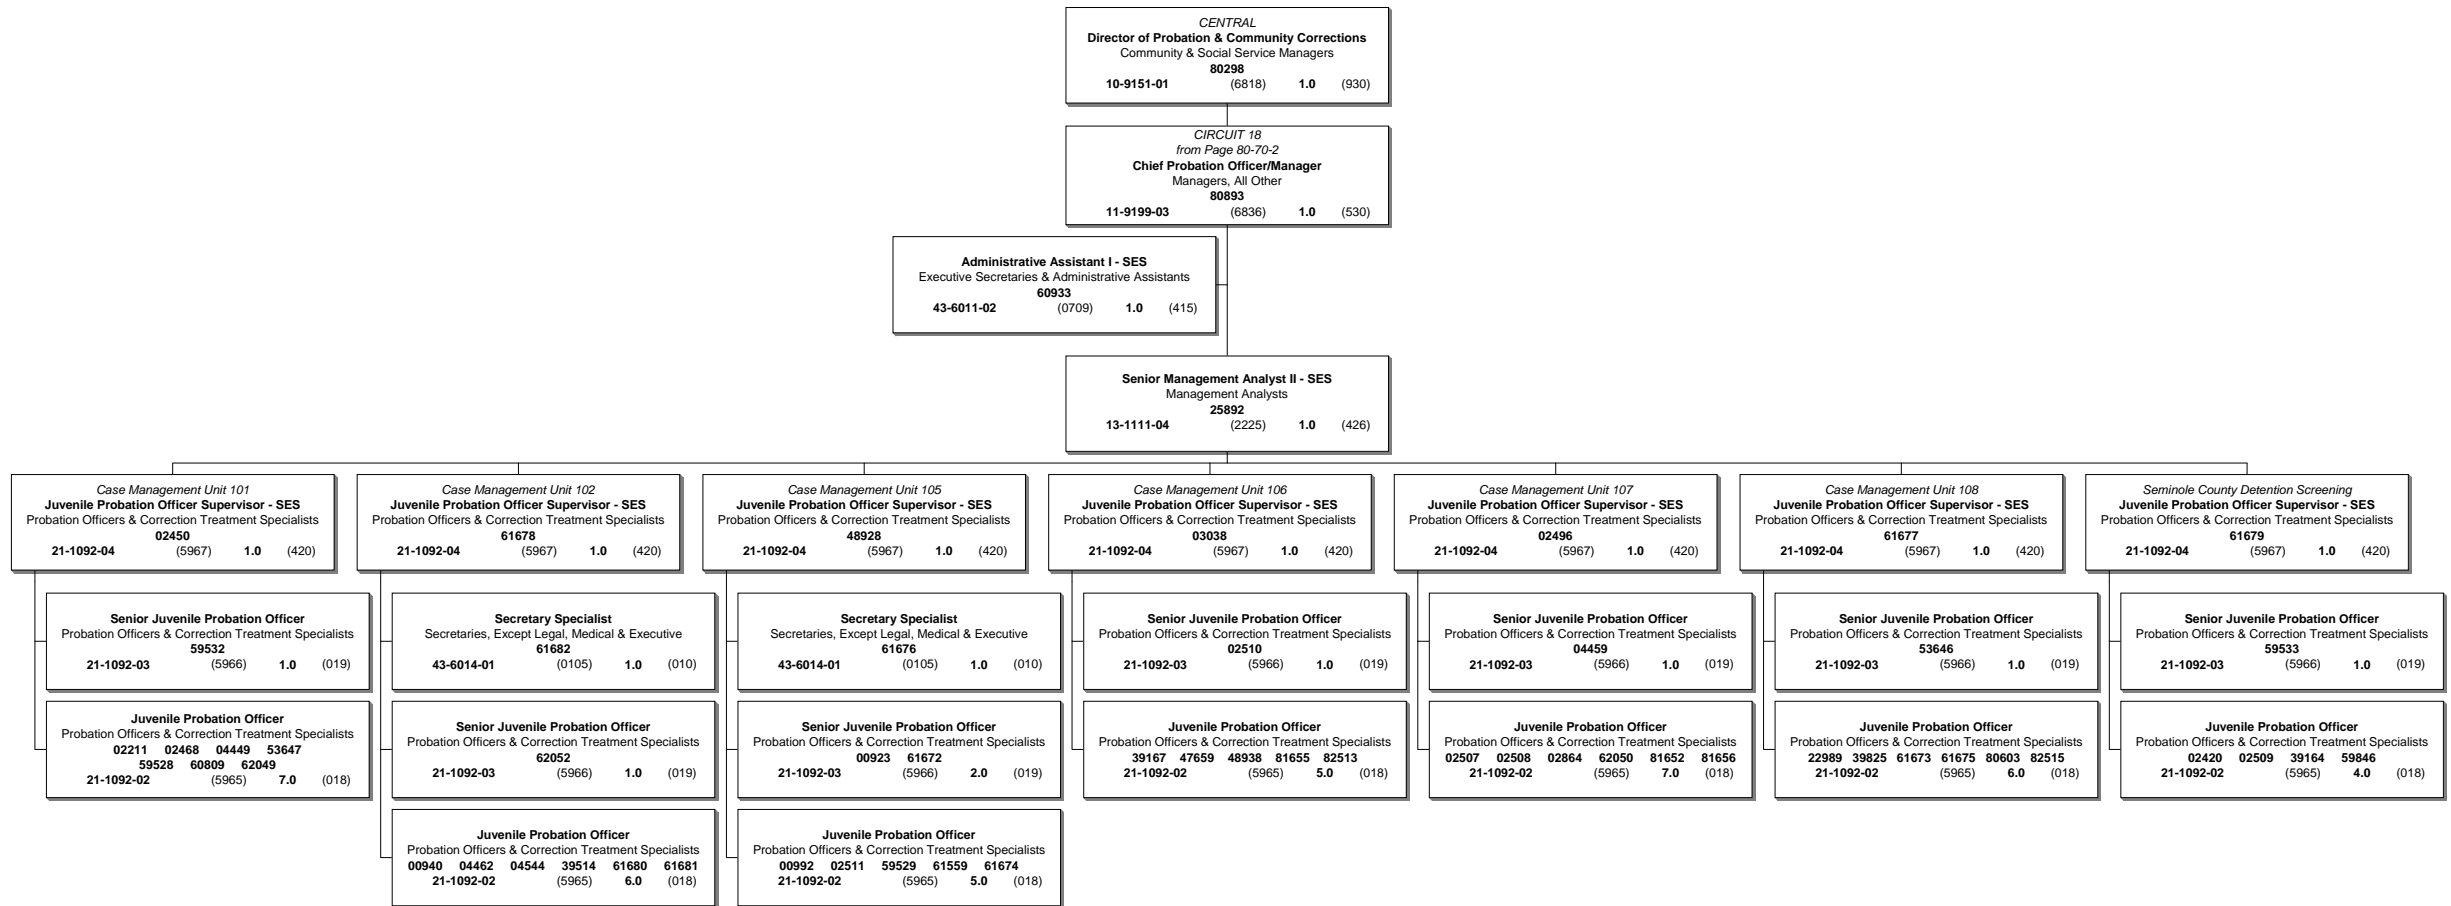 CENTRAL
Director of Probation & Community Corrections
Community & Social Service Managers
80298
10-9151-01 (6818) 1.0 (930)
CIRCUIT 18
from Page 80-70-2
Chief Probation Officer/Manager
Managers, All Other
80893
11-9199-03 (6836) 1.0 (530)
Administrative Assistant I - SES
Executive Secretaries & Administrative Assistants
60933
43-6011-02 (0709) 1.0 (415)
Senior Management Analyst II - SES
Management Analysts
25892
13-1111-04 (2225) 1.0 (426)
Case Management Unit 101
Juvenile Probation Officer Supervisor - SES
Probation Officers & Correction Treatment Specialists
02450
21-1092-04 (5967) 1.0 (420)
Senior Juvenile Probation Officer
Probation Officers & Correction Treatment Specialists
59532
21-1092-03 (5966) 1.0 (019)
Juvenile Probation Officer
Probation Officers & Correction Treatment Specialists
02211 02468 04449 53647
59528 60809 62049
21-1092-02 (5965) 7.0 (018)
Case Management Unit 102
Juvenile Probation Officer Supervisor - SES
Probation Officers & Correction Treatment Specialists
61678
21-1092-04 (5967) 1.0 (420)
Secretary Specialist
Secretaries, Except Legal, Medical & Executive
61682
43-6014-01 (0105) 1.0 (010)
Senior Juvenile Probation Officer
Probation Officers & Correction Treatment Specialists
62052
21-1092-03 (5966) 1.0 (019)
Juvenile Probation Officer
Probation Officers & Correction Treatment Specialists
00940 04462 04544 39514 61680 61681
21-1092-02 (5965) 6.0 (018)
Case Management Unit 105
Juvenile Probation Officer Supervisor - SES
Probation Officers & Correction Treatment Specialists
48928
21-1092-04 (5967) 1.0 (420)
Secretary Specialist
Secretaries, Except Legal, Medical & Executive
61676
43-6014-01 (0105) 1.0 (010)
Senior Juvenile Probation Officer
Probation Officers & Correction Treatment Specialists
00923 61672
21-1092-03 (5966) 2.0 (019)
Juvenile Probation Officer
Probation Officers & Correction Treatment Specialists
00992 02511 59529 61559 61674
21-1092-02 (5965) 5.0 (018)
Case Management Unit 106
Juvenile Probation Officer Supervisor - SES
Probation Officers & Correction Treatment Specialists
03038
21-1092-04 (5967) 1.0 (420)
Senior Juvenile Probation Officer
Probation Officers & Correction Treatment Specialists
02510
21-1092-03 (5966) 1.0 (019)
Juvenile Probation Officer
Probation Officers & Correction Treatment Specialists
39167 47659 48938 81655 82513
21-1092-02 (5965) 5.0 (018)
Case Management Unit 107
Juvenile Probation Officer Supervisor - SES
Probation Officers & Correction Treatment Specialists
02496
21-1092-04 (5967) 1.0 (420)
Senior Juvenile Probation Officer
Probation Officers & Correction Treatment Specialists
04459
21-1092-03 (5966) 1.0 (019)
Juvenile Probation Officer
Probation Officers & Correction Treatment Specialists
02507 02508 02864 62050 81652 81656
21-1092-02 (5965) 7.0 (018)
Case Management Unit 108
Juvenile Probation Officer Supervisor - SES
Probation Officers & Correction Treatment Specialists
61677
21-1092-04 (5967) 1.0 (420)
Senior Juvenile Probation Officer
Probation Officers & Correction Treatment Specialists
53646
21-1092-03 (5966) 1.0 (019)
Juvenile Probation Officer
Probation Officers & Correction Treatment Specialists
22989 39825 61673 61675 80603 82515
21-1092-02 (5965) 6.0 (018)
Seminole County Detention Screening
Juvenile Probation Officer Supervisor - SES
Probation Officers & Correction Treatment Specialists
61679
21-1092-04 (5967) 1.0 (420)
Senior Juvenile Probation Officer
Probation Officers & Correction Treatment Specialists
59533
21-1092-03 (5966) 1.0 (019)
Juvenile Probation Officer
Probation Officers & Correction Treatment Specialists
02420 02509 39164 59846
21-1092-02 (5965) 4.0 (018)